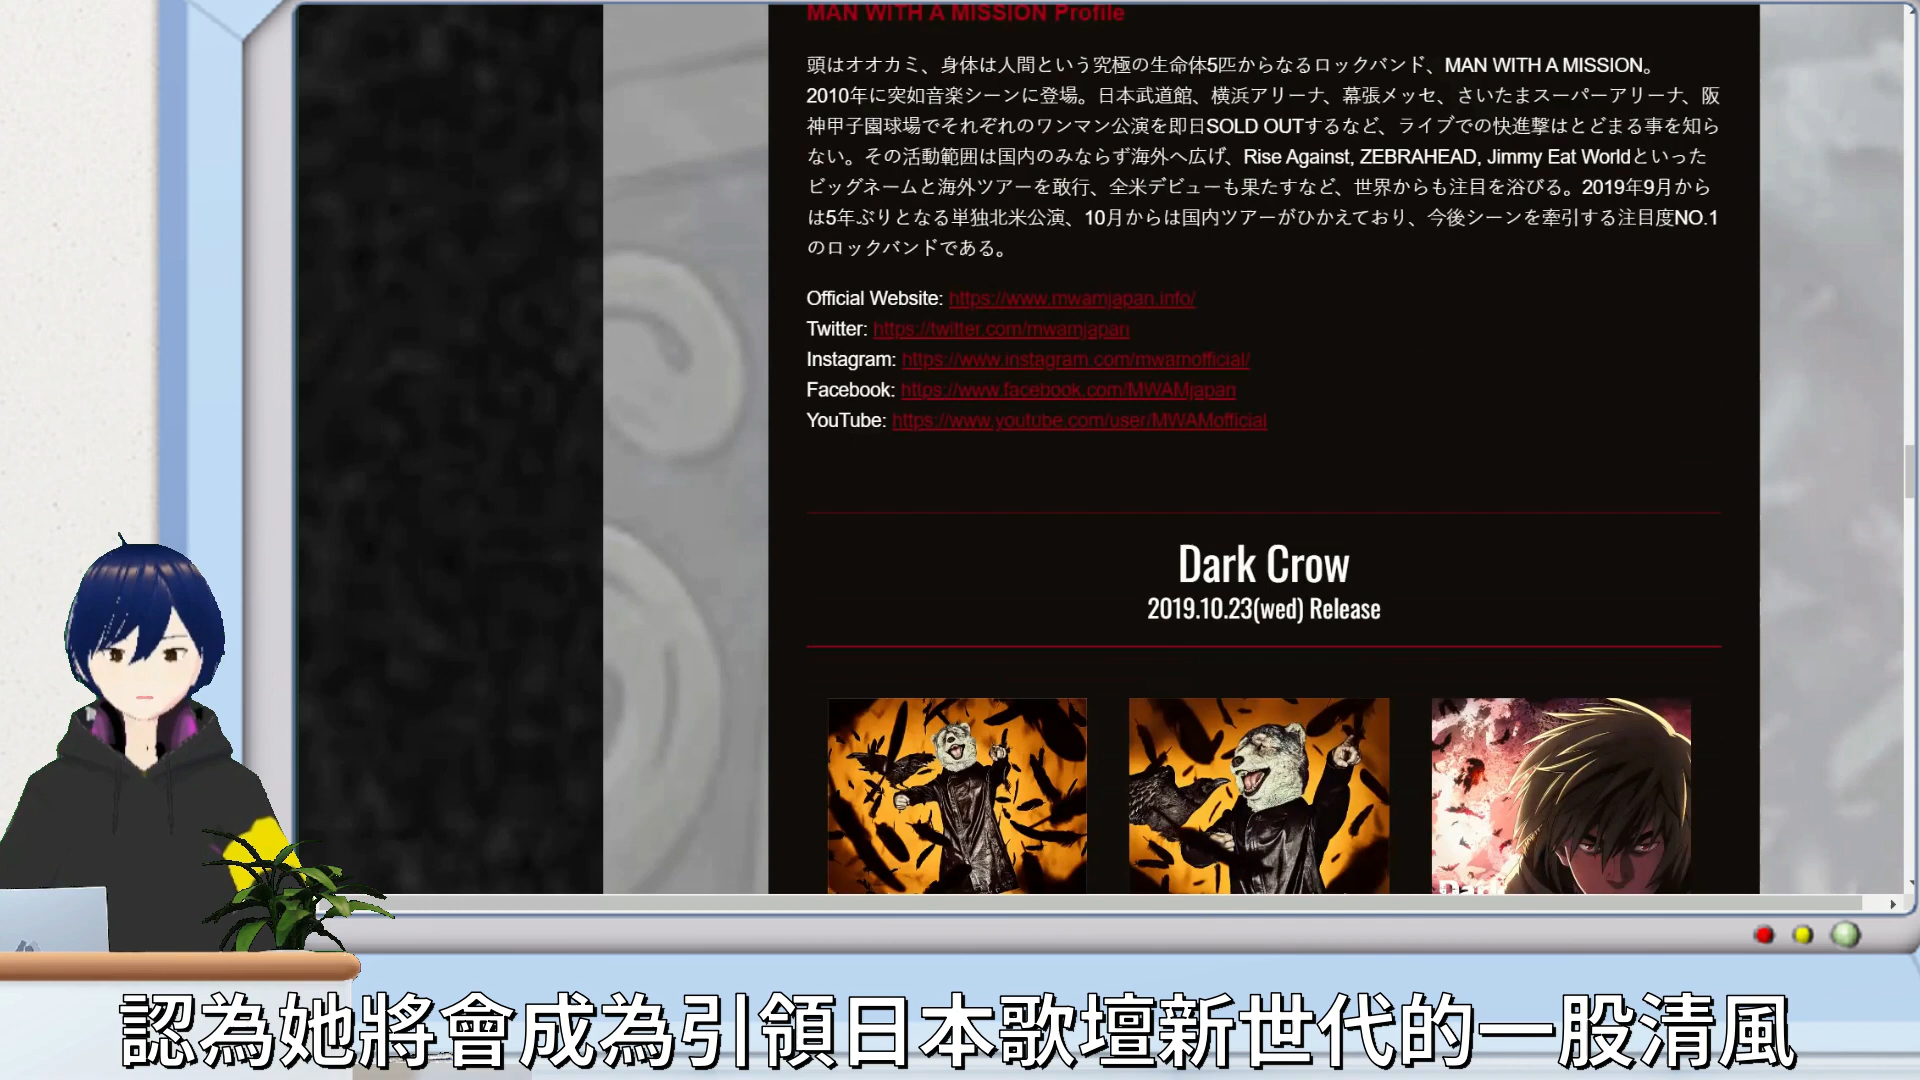 MAN WITH A MISSION Profile
頭はオオカミ、身体は人間という究極の生命体5匹からなるロックバンド、MAN WITH A MISSION。
2010年に突如音楽シーンに登場。日本武道館、横浜アリーナ、幕張メッセ、さいたまスーパーアリーナ、阪
神甲子園球場でそれぞれのワンマン公演を即日SOLD OUTするなど、ライブでの快進撃はとどまる事を知ら
ない。その活動範囲は国内のみならず海外へ広げ、Rise Against, ZEBRAHEAD, Jimmy Eat Worldといった
ビッグネームと海外ツアーを敢行、全米デビューも果たすなど、世界からも注目を浴びる。2019年9月から
は5年ぶりとなる単独北米公演、10月からは国内ツアーがひかえており、今後シーンを牽引する注目度NO.1
のロックバンドである。
Official Website: https://www.mwamjapan.info/
Twitter: https://twitter.com/mwamjapan
Instagram: https://www.instagram.com/mwamofficial/
Facebook: https://www.facebook.com/MWAMjapan
YouTube: https://www.youtube.com/user/MWAMofficial
Dark Crow
2019.10.23(wed) Release
Dark
認為她將會成為引領日本歌壇新世代的一股清風